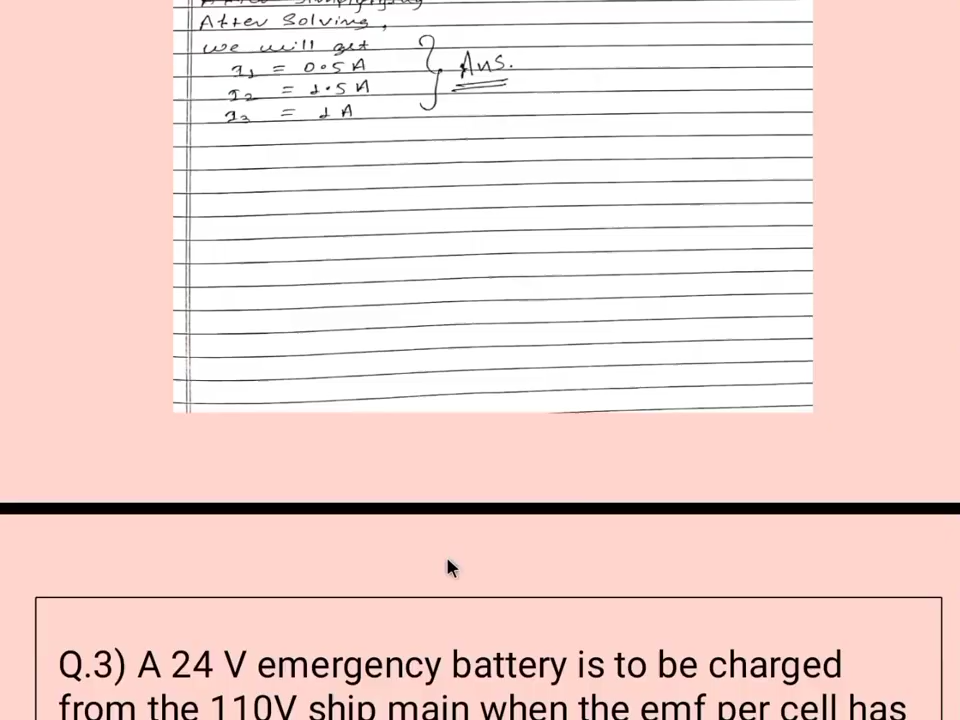 After Solving,
we will get
I₁ = 0.5 A
I₂ = 1.5 A
I₃ = 1 A
Ans.
Q.3) A 24 V emergency battery is to be charged
from the 110V ship main when the emf per cell has